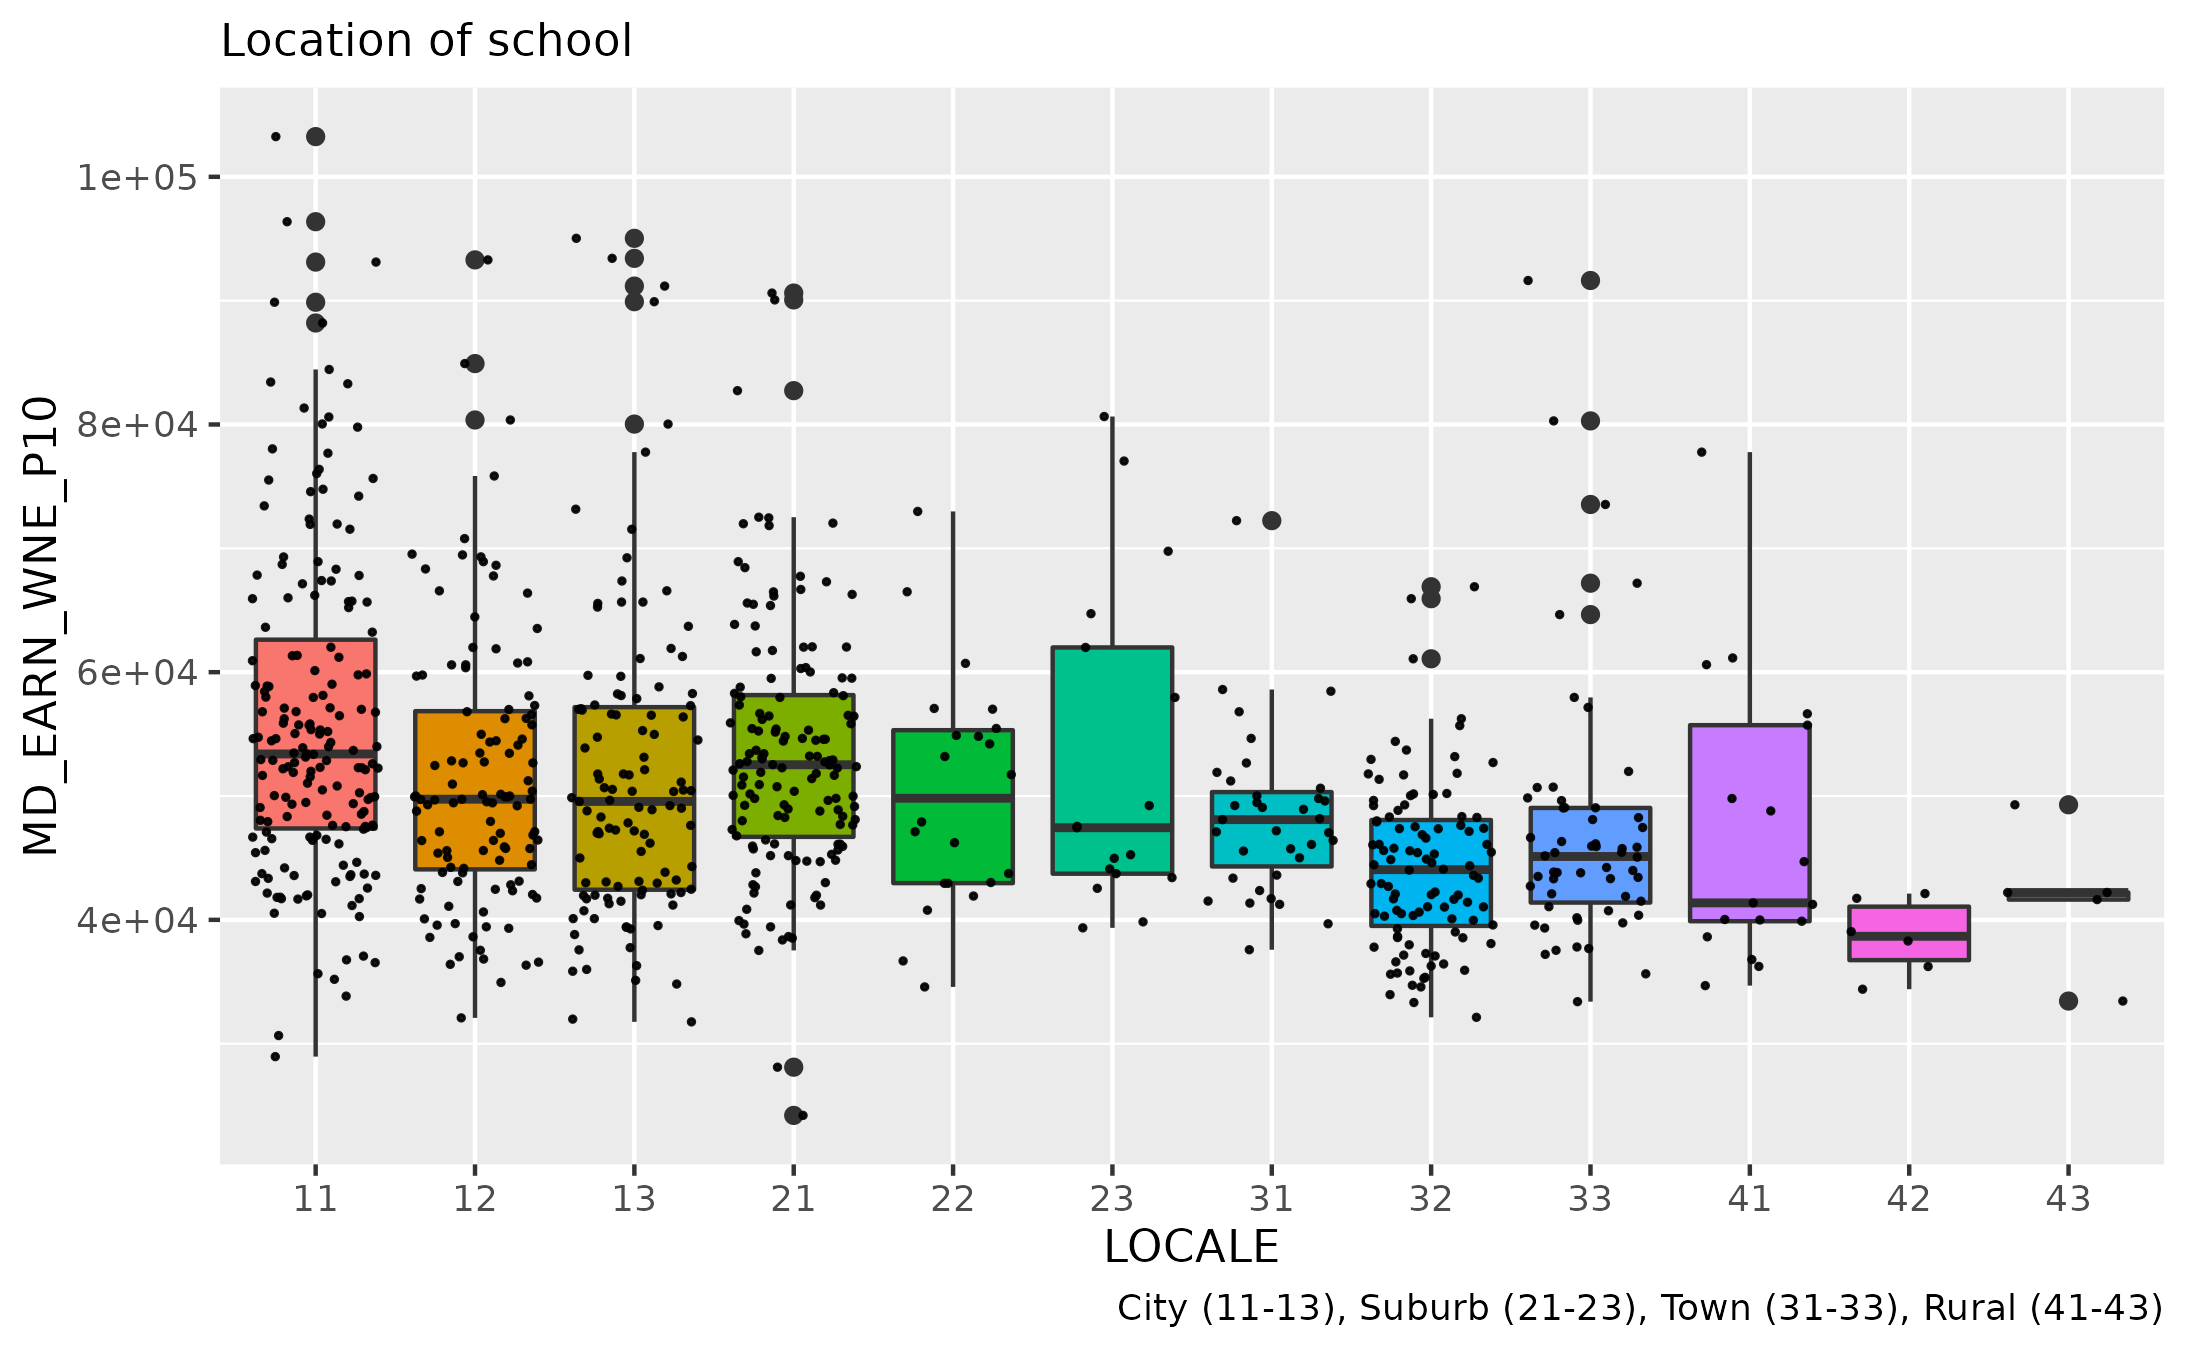 Location of school
MD_EARN_WNE_P10
1e+05
8e+04
6e+04
4e+04
11 12 13 21 22 23 31 32 33 41 42 43
LOCALE
City (11-13), Suburb (21-23), Town (31-33), Rural (41-43)